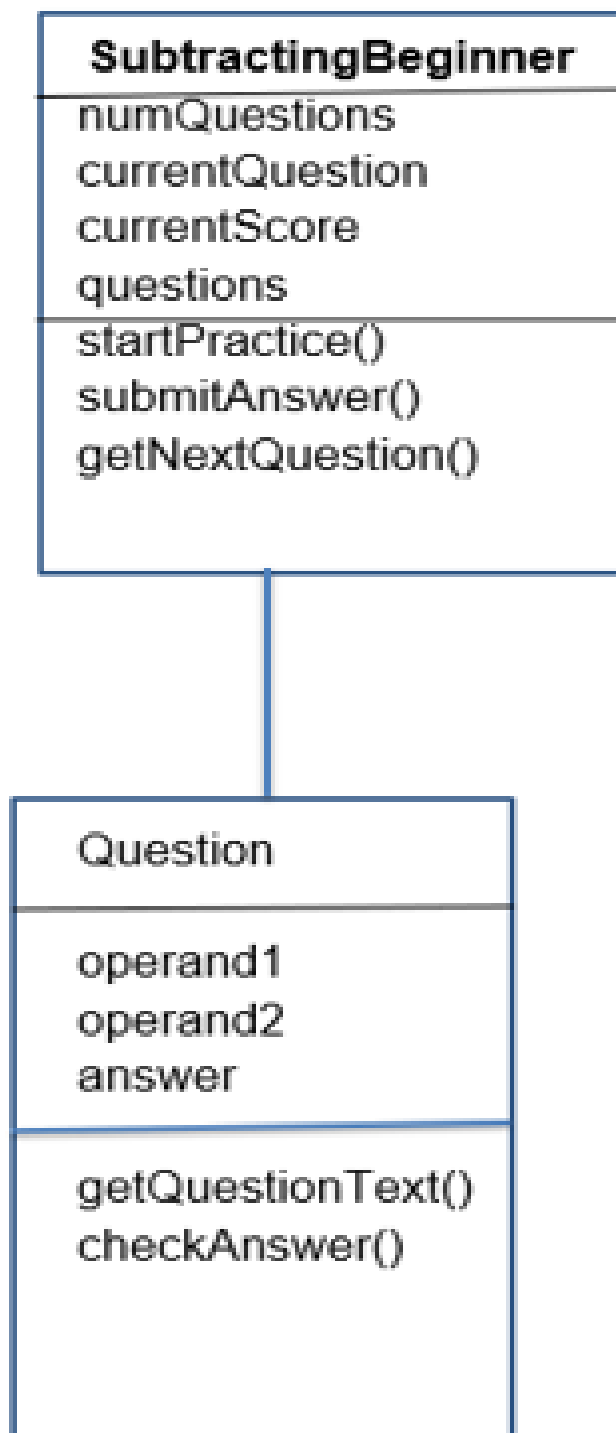 SubtractingBeginner
numQuestions
currentQuestion
currentScore
questions
startPractice()
submitAnswer()
getNextQuestion()
Question
operand1
operand2
answer
getQuestionText()
checkAnswer()